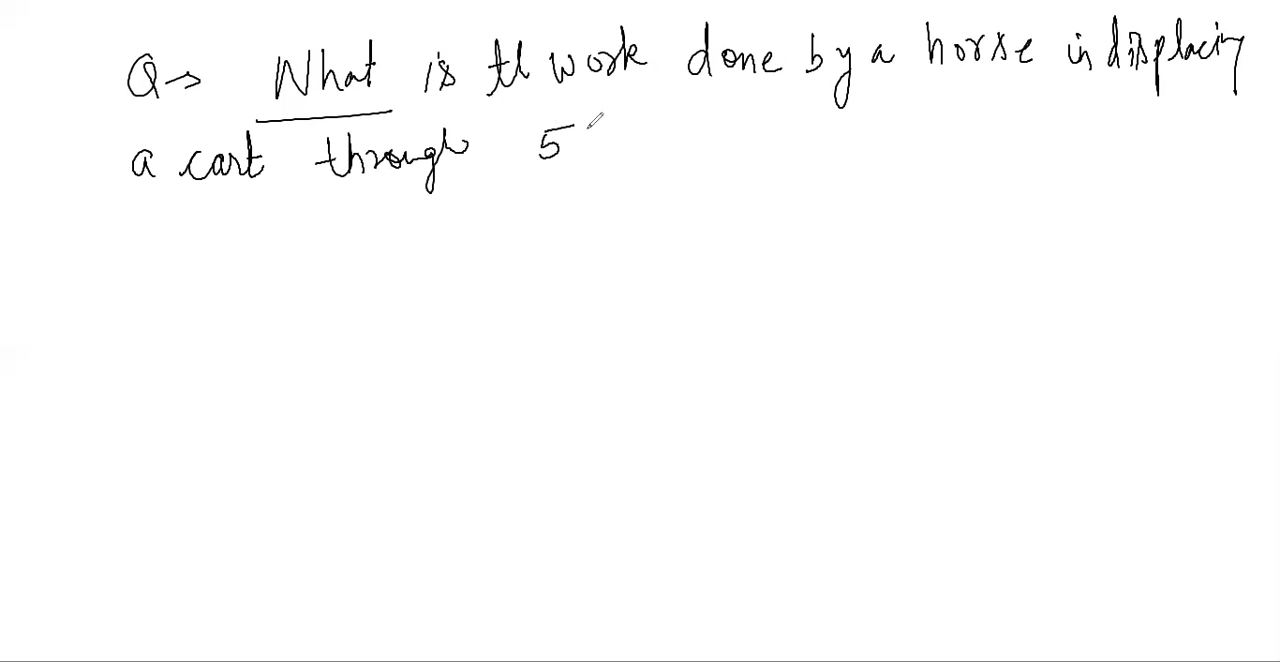 Q→ What is th work done by a horse in displacing
a cart through 5